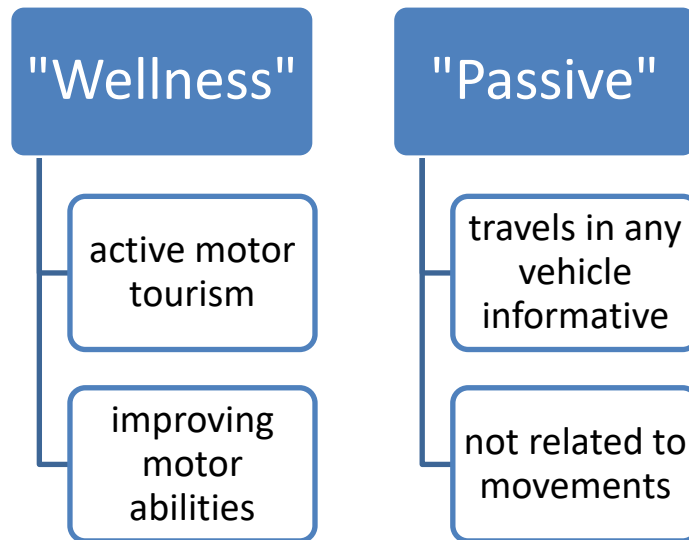 "Wellness"
active motor
tourism
improving
motor
abilities
"Passive"
travels in any
vehicle
informative
not related to
movements